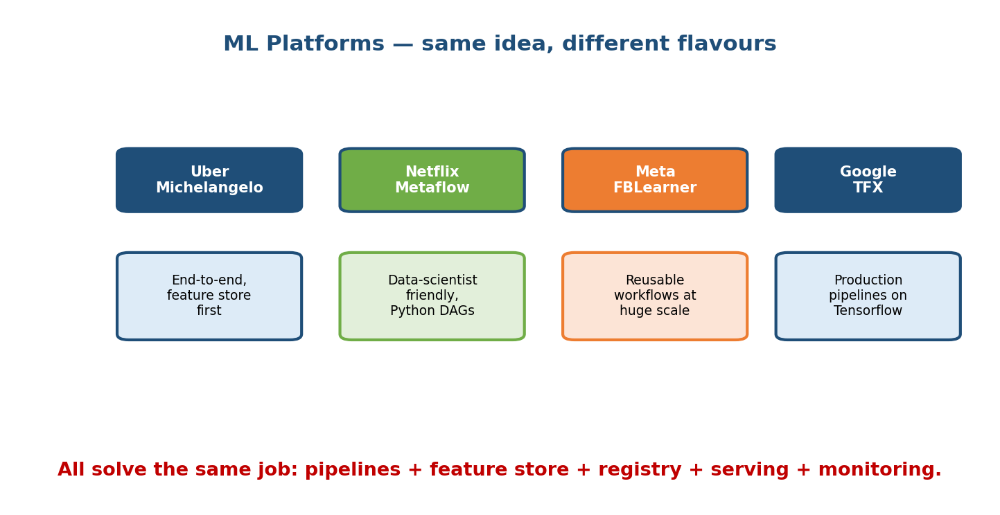 ML Platforms — same idea, different flavours
Uber
Michelangelo
Netflix
Metaflow
Meta
FBLearner
Google
TFX
End-to-end,
feature store
first
Data-scientist
friendly,
Python DAGs
Reusable
workflows at
huge scale
Production
pipelines on
Tensorflow
All solve the same job: pipelines + feature store + registry + serving + monitoring.